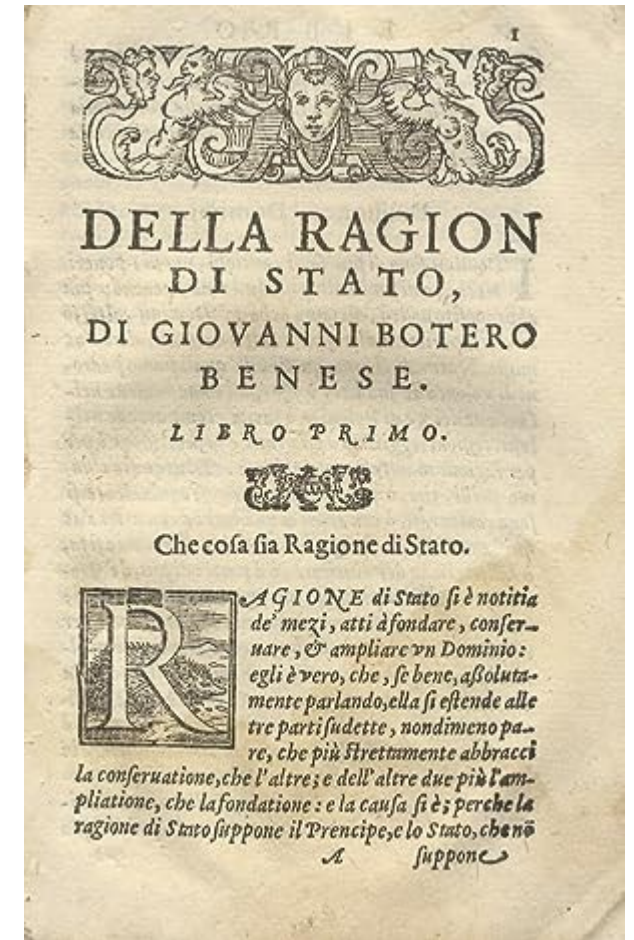 1
DELLA RAGION
DI STATO,
DI GIOVANNI BOTERO
BENESE.
LIBRO PRIMO.
Che coſa ſia Ragione di Stato.
RAGIONE di Stato ſi è notitia
de' mezi, atti à fondare, conſer-
uare, & ampliare vn Dominio:
egli è vero, che, ſe bene, aſſoluta-
mente parlando, ella ſi eſtende alle
tre parti ſudette, nondimeno pa-
re, che più ſtrettamente abbracci
la conſeruatione, che l'altre; e dell'altre due più l'am-
pliatione, che la fondatione: e la cauſa ſi è; perche la
ragione di Stato ſuppone il Prencipe, e lo Stato, che nõ
A ſuppone